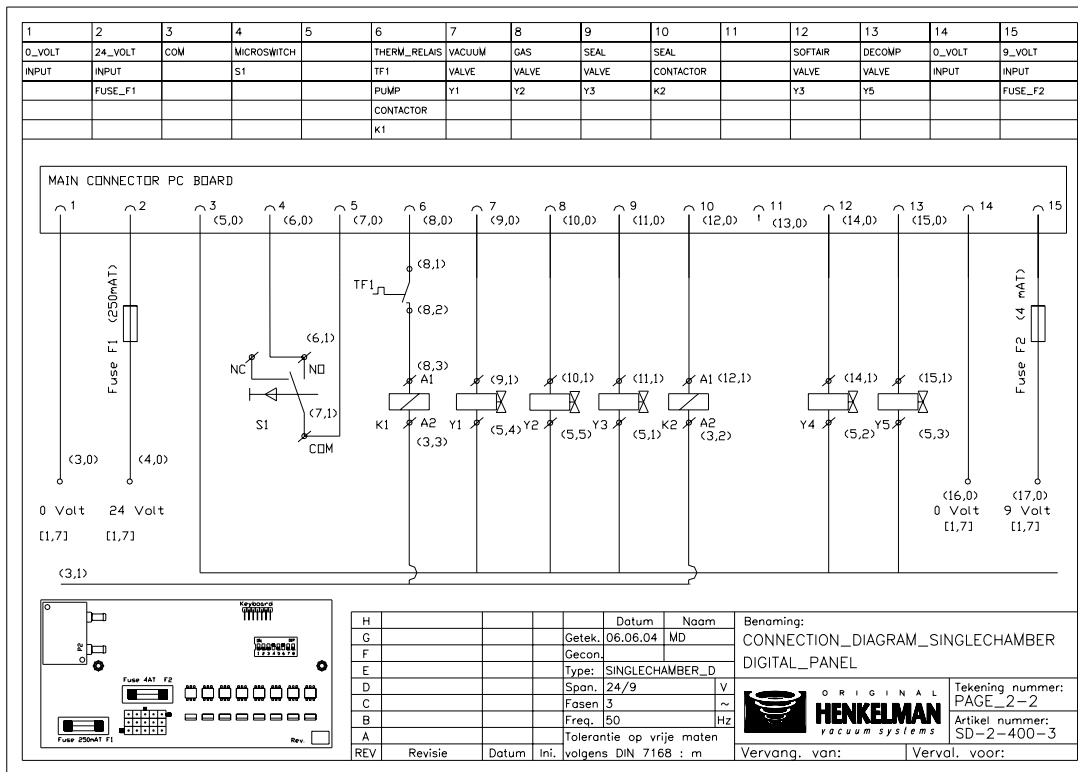 1 2 3 4 5 6 7 8 9 10 11 12 13 14 15
0_VOLT 24_VOLT COM MICROSWITCH THERM_RELAIS VACUUM GAS SEAL SEAL SOFTAIR DECOMP 0_VOLT 9_VOLT
INPUT INPUT S1 TF1 VALVE VALVE VALVE CONTACTOR VALVE VALVE INPUT INPUT
FUSE_F1 PUMP Y1 Y2 Y3 K2 Y3 Y5 FUSE_F2
CONTACTOR
K1
MAIN CONNECTOR PC BOARD
1 2 3 4 5 6 7 8 9 10 11 12 13 14 15
(5,0) (6,0) (7,0) (8,0) (9,0) (10,0) (11,0) (12,0) (13,0) (14,0) (15,0)
(8,1)
TF1
(8,2)
Fuse F1 (250mAT)
Fuse F2 (4 mAT)
(6,1)
NC NO
(8,3)
A1 (9,1) (10,1) (11,1) A1 (12,1) (14,1) (15,1)
S1 (7,1)
K1 A2 Y1 Y2 Y3 K2 A2 Y4 Y5
(3,3) (5,4) (5,5) (5,1) (3,2) (5,2) (5,3)
COM
(3,0) (4,0)
(16,0) (17,0)
0 Volt 24 Volt 0 Volt 9 Volt
[1,7] [1,7] [1,7] [1,7]
(3,1)
Keyboard
ON DIP
1 2 3 4 5 6 7 8
P2
Fuse 4AT F2
Fuse 250mAT F1
Rev.
H Datum Naam
G Getek. 06.06.04 MD
F Gecon.
E Type: SINGLECHAMBER_D
D Span. 24/9 V
C Fasen 3 ~
B Freq. 50 Hz
A Tolerantie op vrije maten
REV Revisie Datum Ini. volgens DIN 7168 : m
Benaming:
CONNECTION_DIAGRAM_SINGLECHAMBER
DIGITAL_PANEL
ORIGINAL
HENKELMAN
vacuum systems
Tekening nummer:
PAGE_2-2
Artikel nummer:
SD-2-400-3
Vervang. van: Verval. voor: